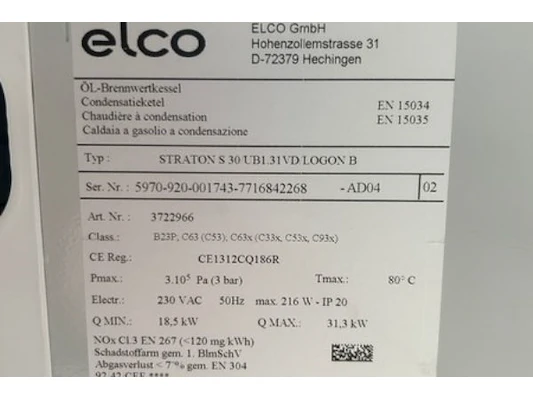 elco
ELCO GmbH
Hohenzollernstrasse 31
D-72379 Hechingen
ÖL-Brennwertkessel
Condensatieketel
Chaudière à condensation
Caldaia a gasolio a condensazione
EN 15034
EN 15035
Typ : STRATON S 30 UB1.31VD LOGON B
Ser. Nr. : 5970-920-001743-7716842268 -AD04 02
Art. Nr. : 3722966
Class.: B23P; C63 (C53); C63x (C33x, C53x, C93x)
CE Reg.: CE1312CQ186R
Pmax.: 3.10⁵ Pa (3 bar) Tmax.: 80° C
Electr.: 230 VAC 50Hz max. 216 W - IP 20
Q MIN.: 18,5 kW Q MAX.: 31,3 kW
NOx Cl.3 EN 267 (<120 mg kWh)
Schadstoffarm gem. 1. BlmSchV
Abgasverlust < 7% gem. EN 304
92 42 CEE ****